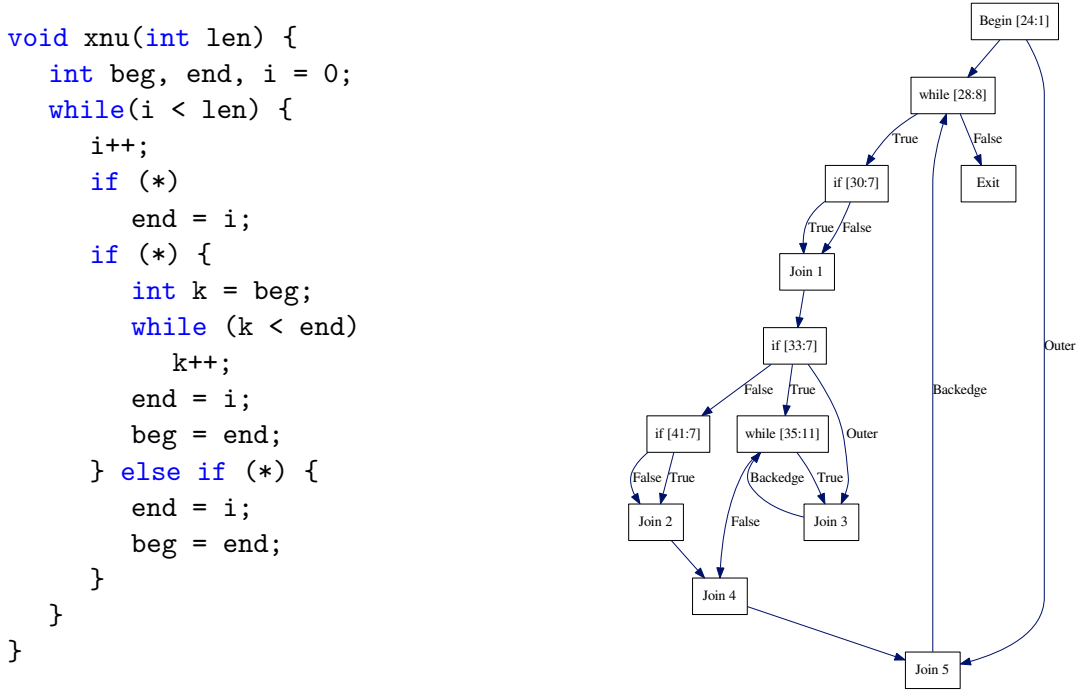 void xnu(int len) {
int beg, end, i = 0;
while(i < len) {
i++;
if (*)
end = i;
if (*) {
int k = beg;
while (k < end)
k++;
end = i;
beg = end;
} else if (*) {
end = i;
beg = end;
}
}
}
Begin [24:1]
while [28:8]
True
False
if [30:7]
Exit
True
False
Join 1
if [33:7]
Outer
False
True
Backedge
if [41:7]
while [35:11]
Outer
False
True
Backedge
True
Join 2
False
Join 3
Join 4
Join 5